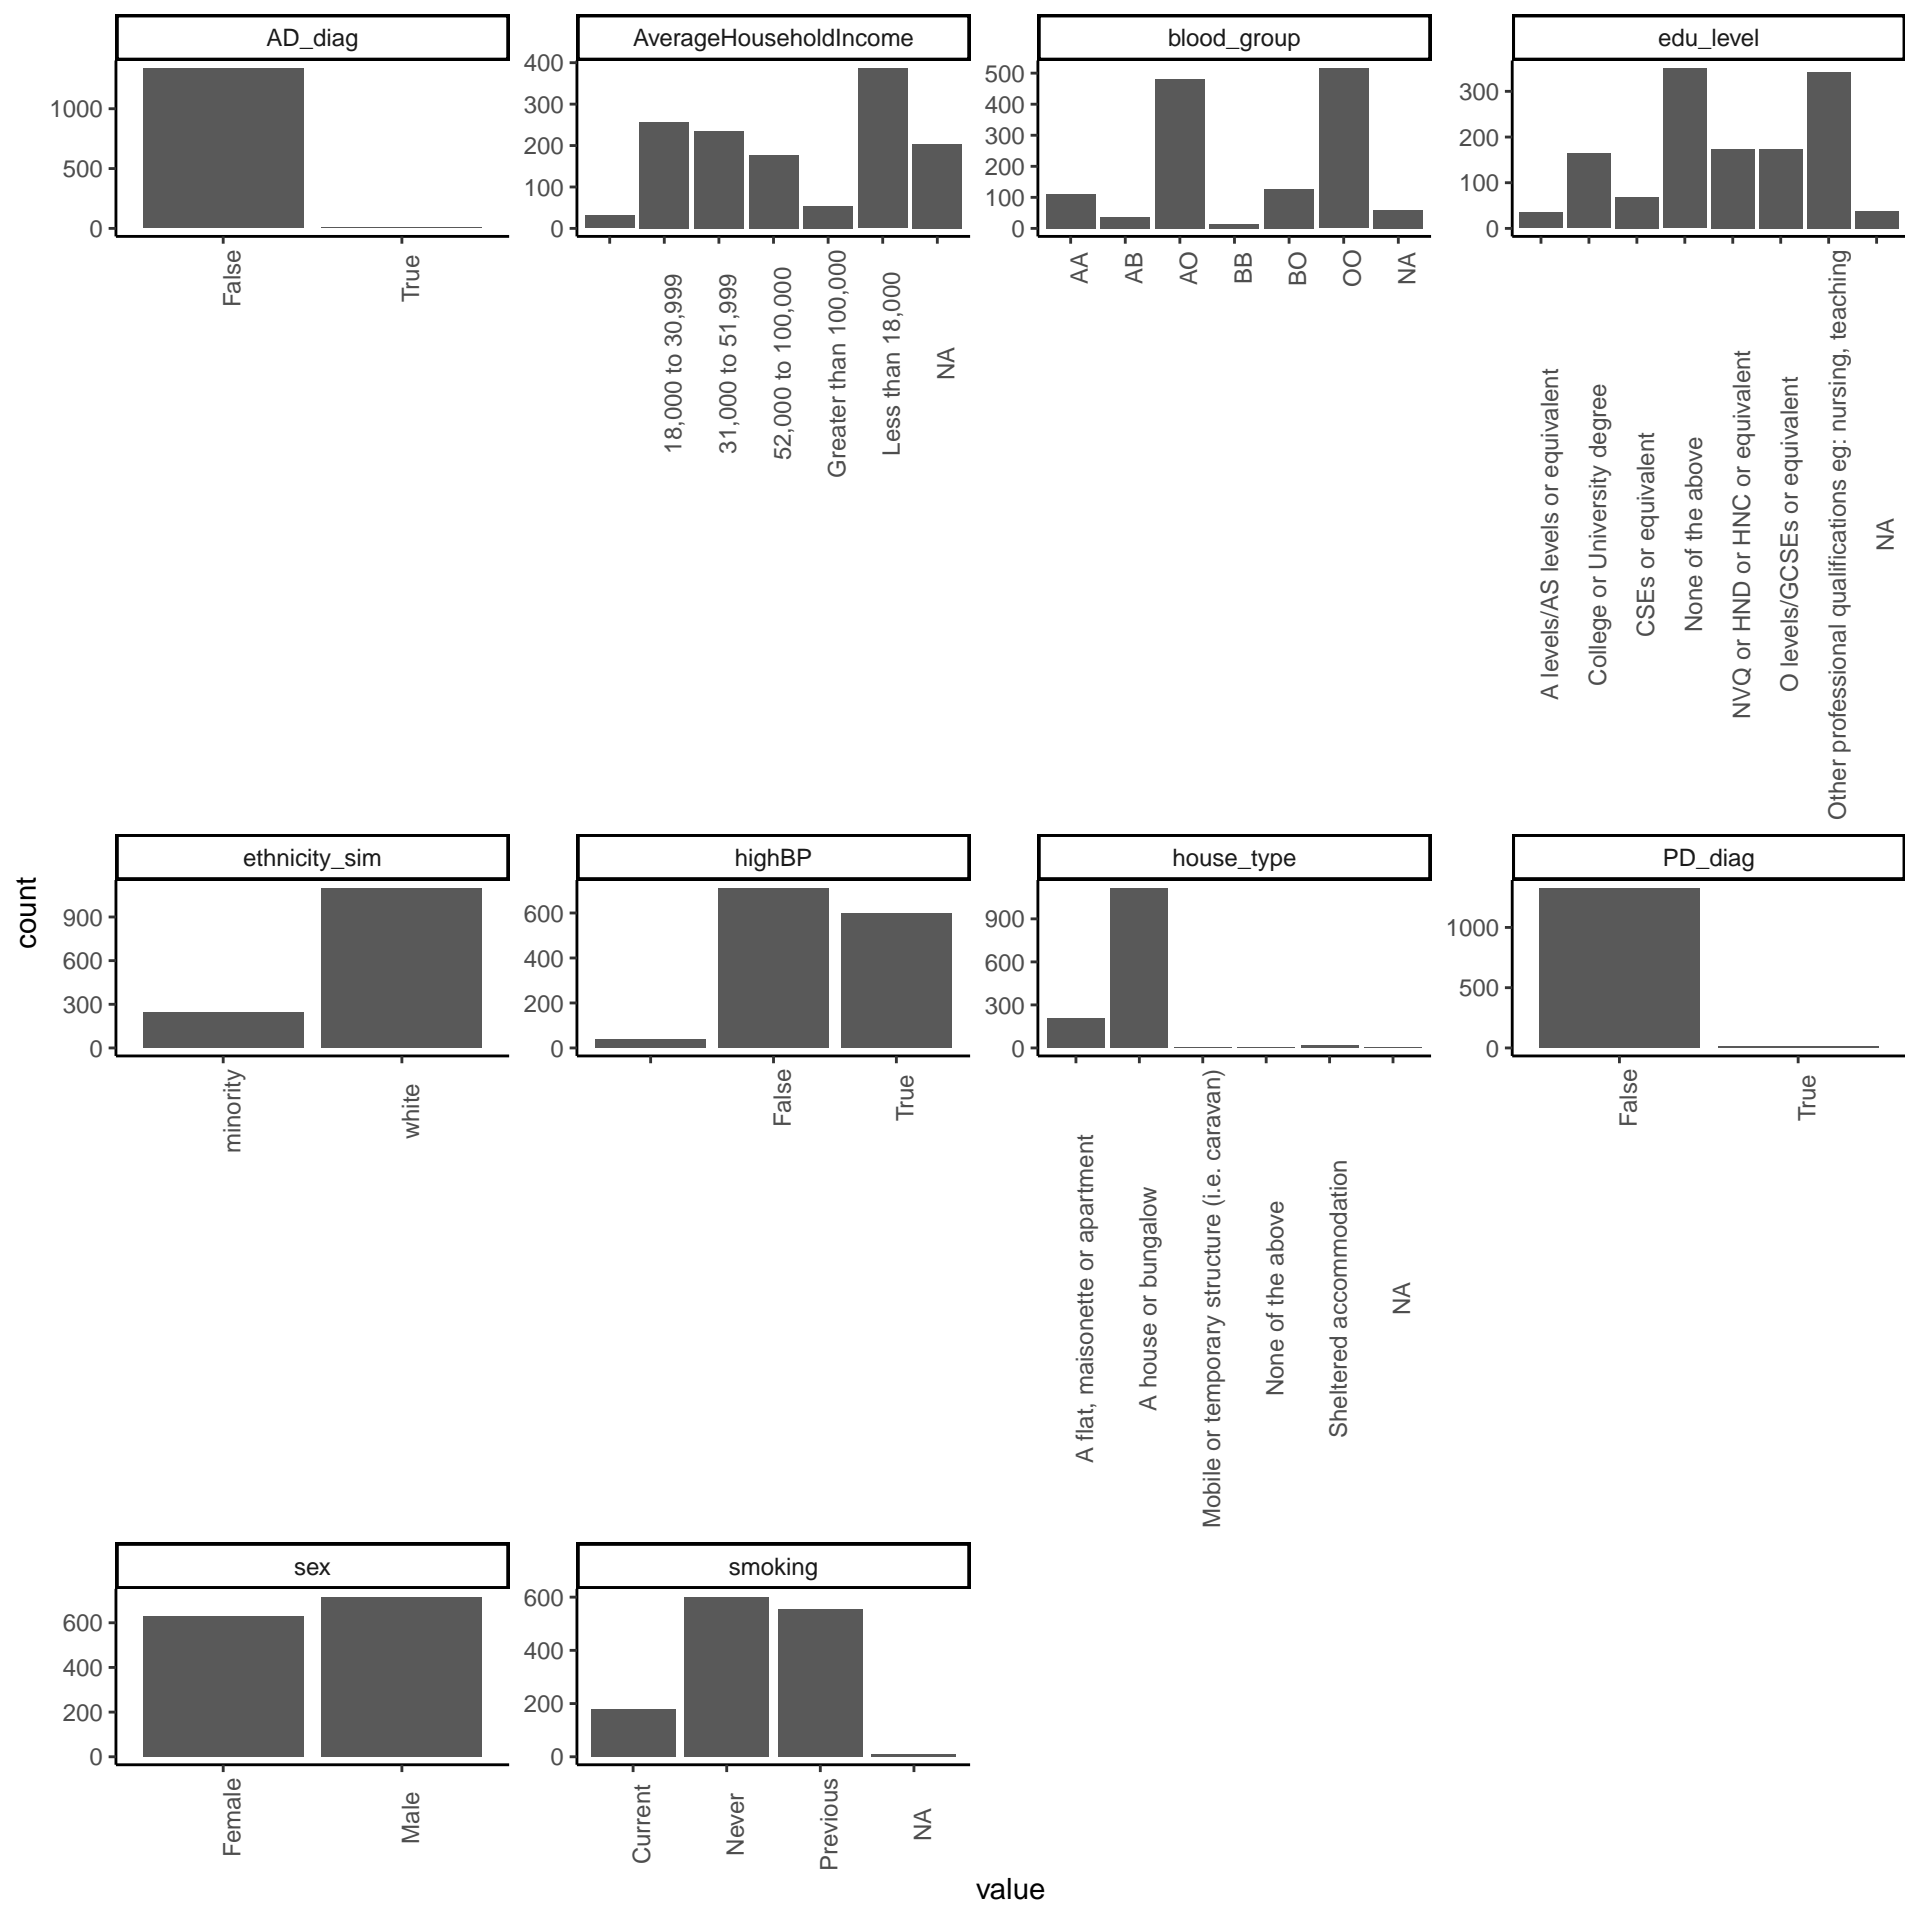 AD_diag
1000
500
0
False
True
AverageHouseholdIncome
400
300
200
100
0
18,000 to 30,999
31,000 to 51,999
52,000 to 100,000
Greater than 100,000
Less than 18,000
NA
blood_group
500
400
300
200
100
0
AA
AB
AO
BB
BO
OO
NA
edu_level
300
200
100
0
A levels/AS levels or equivalent
College or University degree
CSEs or equivalent
None of the above
NVQ or HND or HNC or equivalent
O levels/GCSEs or equivalent
Other professional qualifications eg: nursing, teaching
NA
count
ethnicity_sim
900
600
300
0
minority
white
highBP
600
400
200
0
False
True
house_type
900
600
300
0
A flat, maisonette or apartment
A house or bungalow
Mobile or temporary structure (i.e. caravan)
None of the above
Sheltered accommodation
NA
PD_diag
1000
500
0
False
True
sex
600
400
200
0
Female
Male
smoking
600
400
200
0
Current
Never
Previous
NA
value